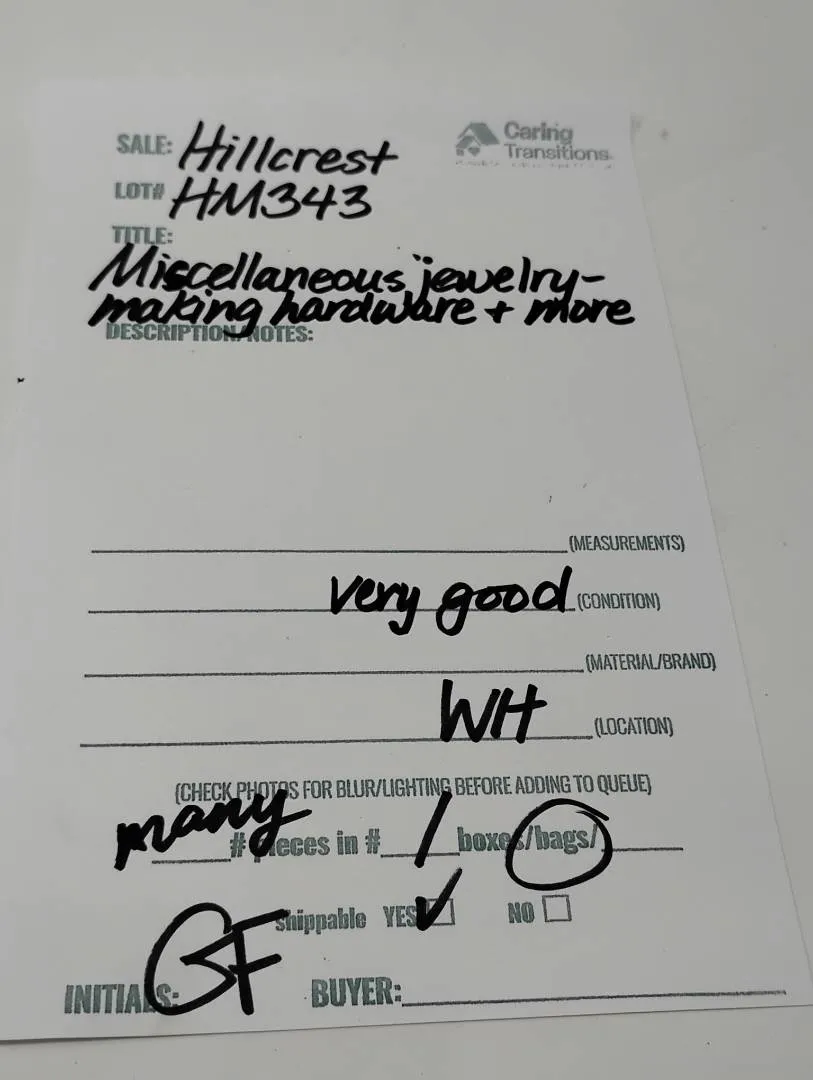 SALE: Hillcrest
Caring
Transitions
LOT# HM343
TITLE:
Miscellaneous jewelry-
making hardware + more
DESCRIPTION/NOTES:
(MEASUREMENTS)
very good (CONDITION)
(MATERIAL/BRAND)
WH (LOCATION)
(CHECK PHOTOS FOR BLUR/LIGHTING BEFORE ADDING TO QUEUE)
many # pieces in # 1 boxes/bags/
shippable YES ✓ NO
INITIALS: GF BUYER: